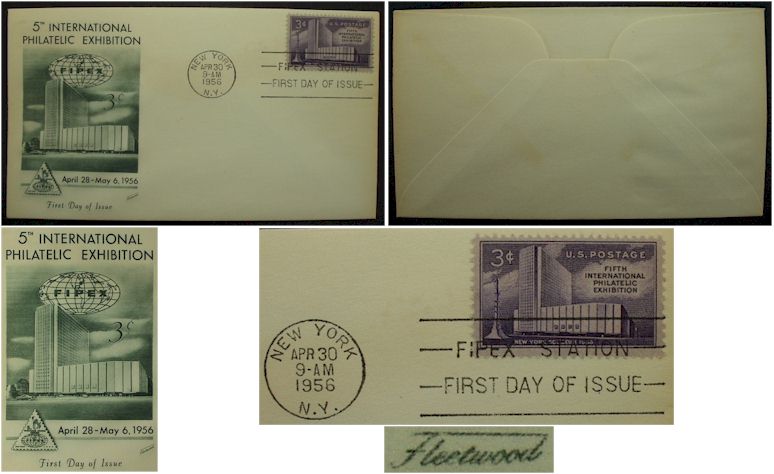 5TH INTERNATIONAL
PHILATELIC EXHIBITION
FIPEX
3¢
April 28-May 6, 1956
First Day of Issue
NEW YORK
APR 30
9-AM
1956
N.Y.
3¢ U.S. POSTAGE
FIFTH
INTERNATIONAL
PHILATELIC
EXHIBITION
FIPEX STATION
FIRST DAY OF ISSUE
5TH INTERNATIONAL
PHILATELIC EXHIBITION
FIPEX
3¢
April 28-May 6, 1956
First Day of Issue
NEW YORK
APR 30
9-AM
1956
N.Y.
3¢ U.S. POSTAGE
FIFTH
INTERNATIONAL
PHILATELIC
EXHIBITION
NEW YORK
FIPEX STATION
FIRST DAY OF ISSUE
Fleetwood